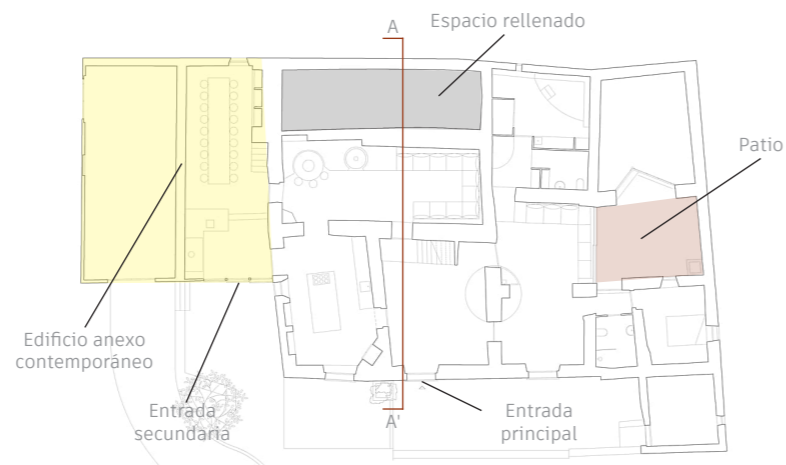 Espacio rellenado
A
Patio
Edificio anexo
contemporáneo
Entrada
secundaria
A'
Entrada
principal